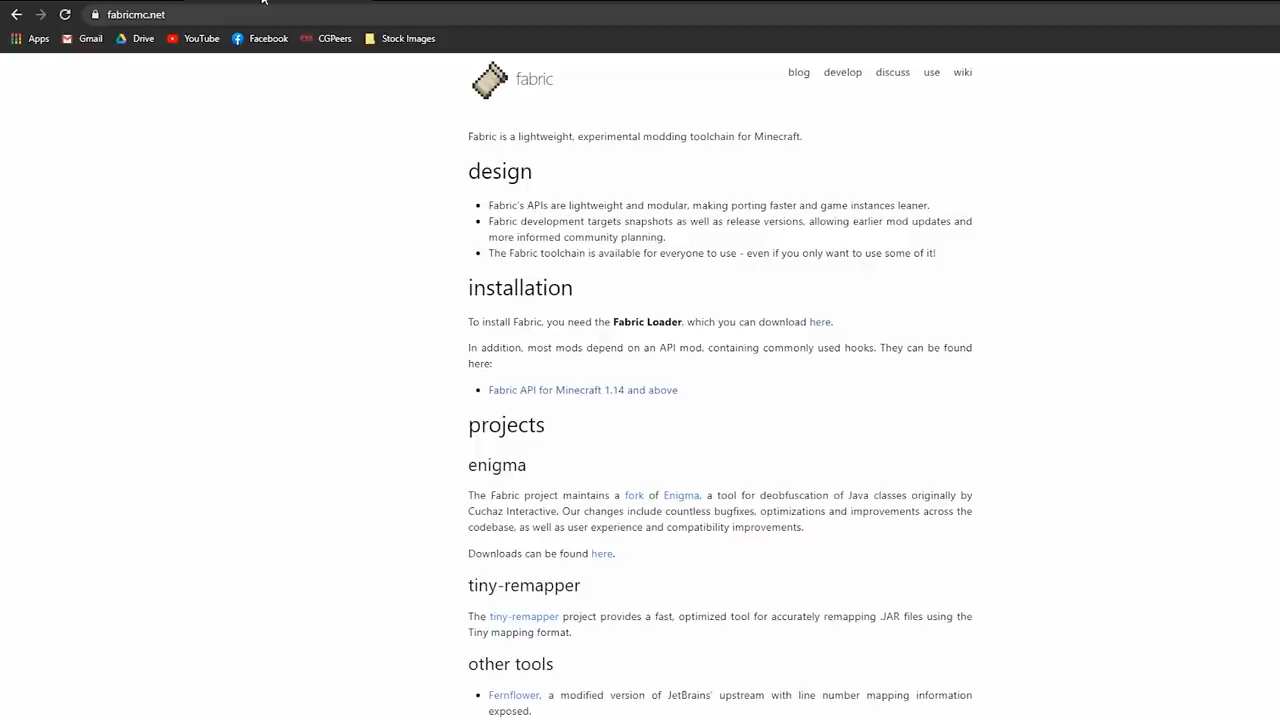 fabricmc.net
Apps Gmail Drive YouTube Facebook CGPeers Stock Images
fabric
blog develop discuss use wiki
Fabric is a lightweight, experimental modding toolchain for Minecraft.
design
Fabric's APIs are lightweight and modular, making porting faster and game instances leaner.
Fabric development targets snapshots as well as release versions, allowing earlier mod updates and
more informed community planning.
The Fabric toolchain is available for everyone to use - even if you only want to use some of it!
installation
To install Fabric, you need the Fabric Loader, which you can download here.
In addition, most mods depend on an API mod, containing commonly used hooks. They can be found
here:
Fabric API for Minecraft 1.14 and above
projects
enigma
The Fabric project maintains a fork of Enigma, a tool for deobfuscation of Java classes originally by
Cuchaz Interactive. Our changes include countless bugfixes, optimizations and improvements across the
codebase, as well as user experience and compatibility improvements.
Downloads can be found here.
tiny-remapper
The tiny-remapper project provides a fast, optimized tool for accurately remapping .JAR files using the
Tiny mapping format.
other tools
Fernflower, a modified version of JetBrains' upstream with line number mapping information
exposed.